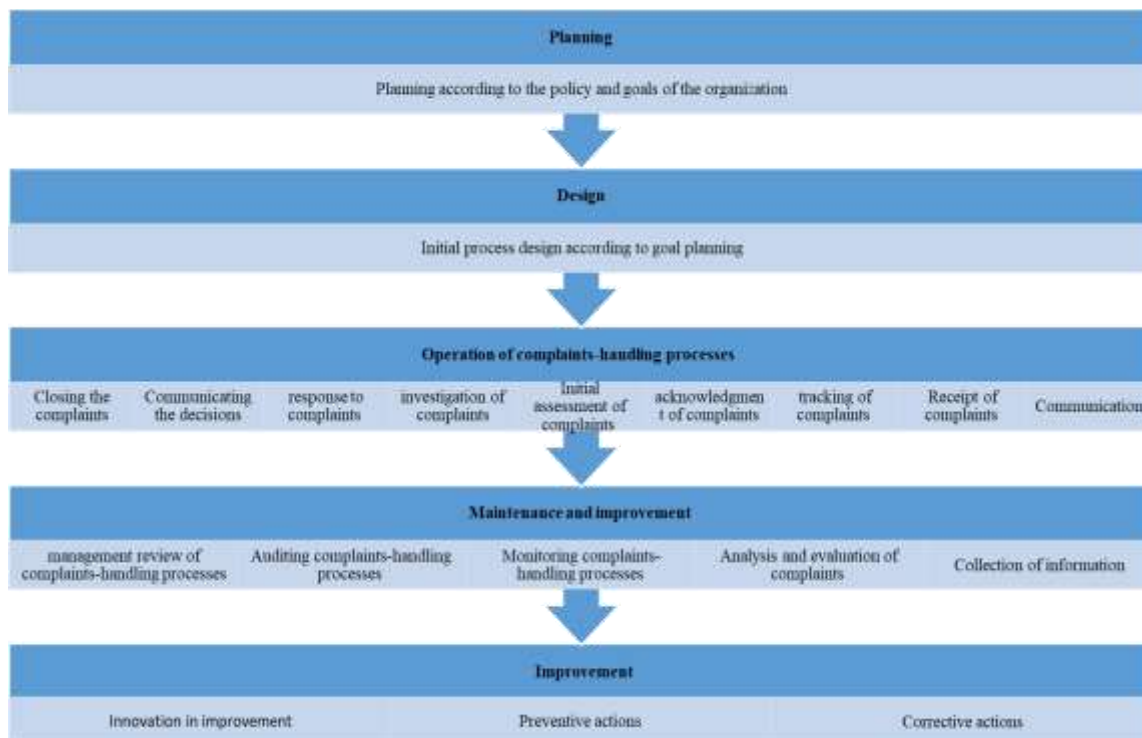 Planning
Planning according to the policy and goals of the organization
Design
Initial process design according to goal planning
Operation of complaints-handling processes
Closing the
complaints
Communicating
the decisions
response to
complaints
investigation of
complaints
Initial
assessment of
complaints
acknowledgmen
t of complaints
tracking of
complaints
Receipt of
complaints
Communication
Maintenance and improvement
management review of
complaints-handling processes
Auditing complaints-handling
processes
Monitoring complaints-
handling processes
Analysis and evaluation of
complaints
Collection of information
Improvement
Innovation in improvement
Preventive actions
Corrective actions